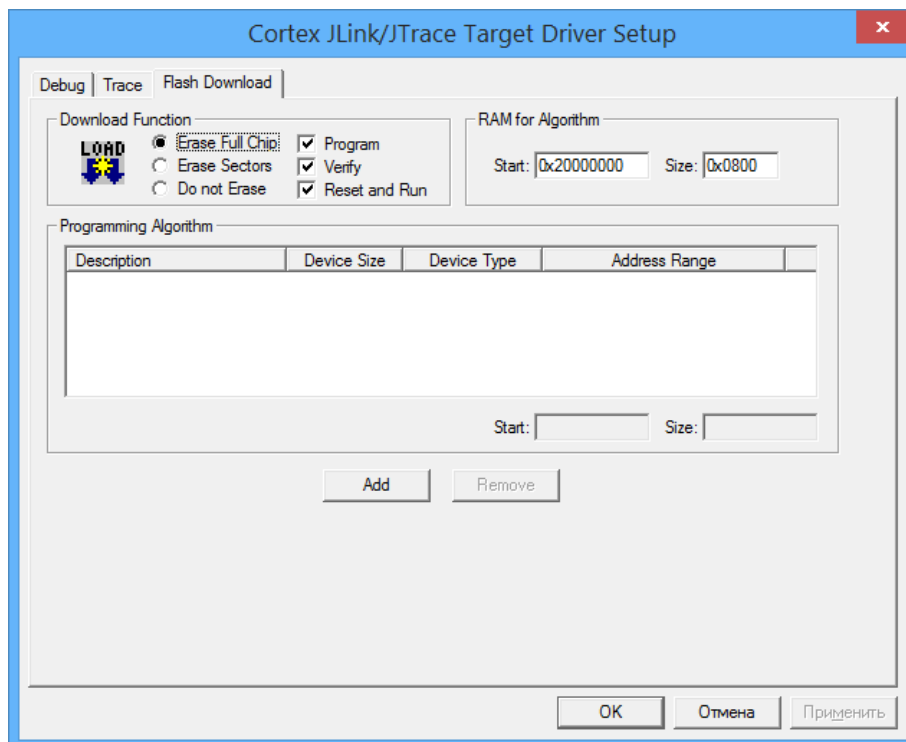 Cortex JLink/JTrace Target Driver Setup
x
Debug Trace Flash Download
Download Function
LOAD
Erase Full Chip
Erase Sectors
Do not Erase
Program
Verify
Reset and Run
RAM for Algorithm
Start: 0x20000000 Size: 0x0800
Programming Algorithm
Description Device Size Device Type Address Range
Start: Size:
Add Remove
OK Отмена Применить